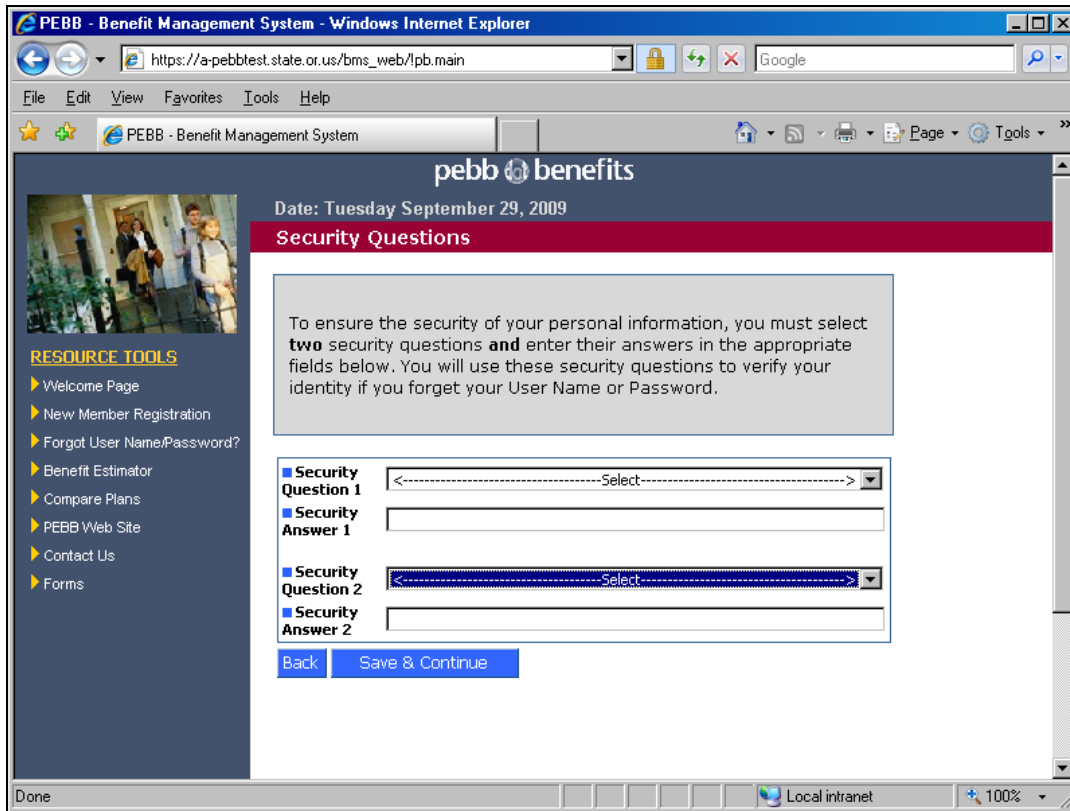 PEBB - Benefit Management System - Windows Internet Explorer
https://a-pebbtest.state.or.us/bms_web/!pb.main
Google
File Edit View Favorites Tools Help
PEBB - Benefit Management System
Page
Tools
»
pebb benefits
Date: Tuesday September 29, 2009
Security Questions
To ensure the security of your personal information, you must select
two security questions and enter their answers in the appropriate
fields below. You will use these security questions to verify your
identity if you forget your User Name or Password.
RESOURCE TOOLS
Welcome Page
New Member Registration
Forgot User Name/Password?
Benefit Estimator
Compare Plans
PEBB Web Site
Contact Us
Forms
Security
Question 1
<------------------------------------Select------------------------------------->
Security
Answer 1
Security
Question 2
<------------------------------------Select------------------------------------->
Security
Answer 2
Back
Save & Continue
Done
Local intranet
100%